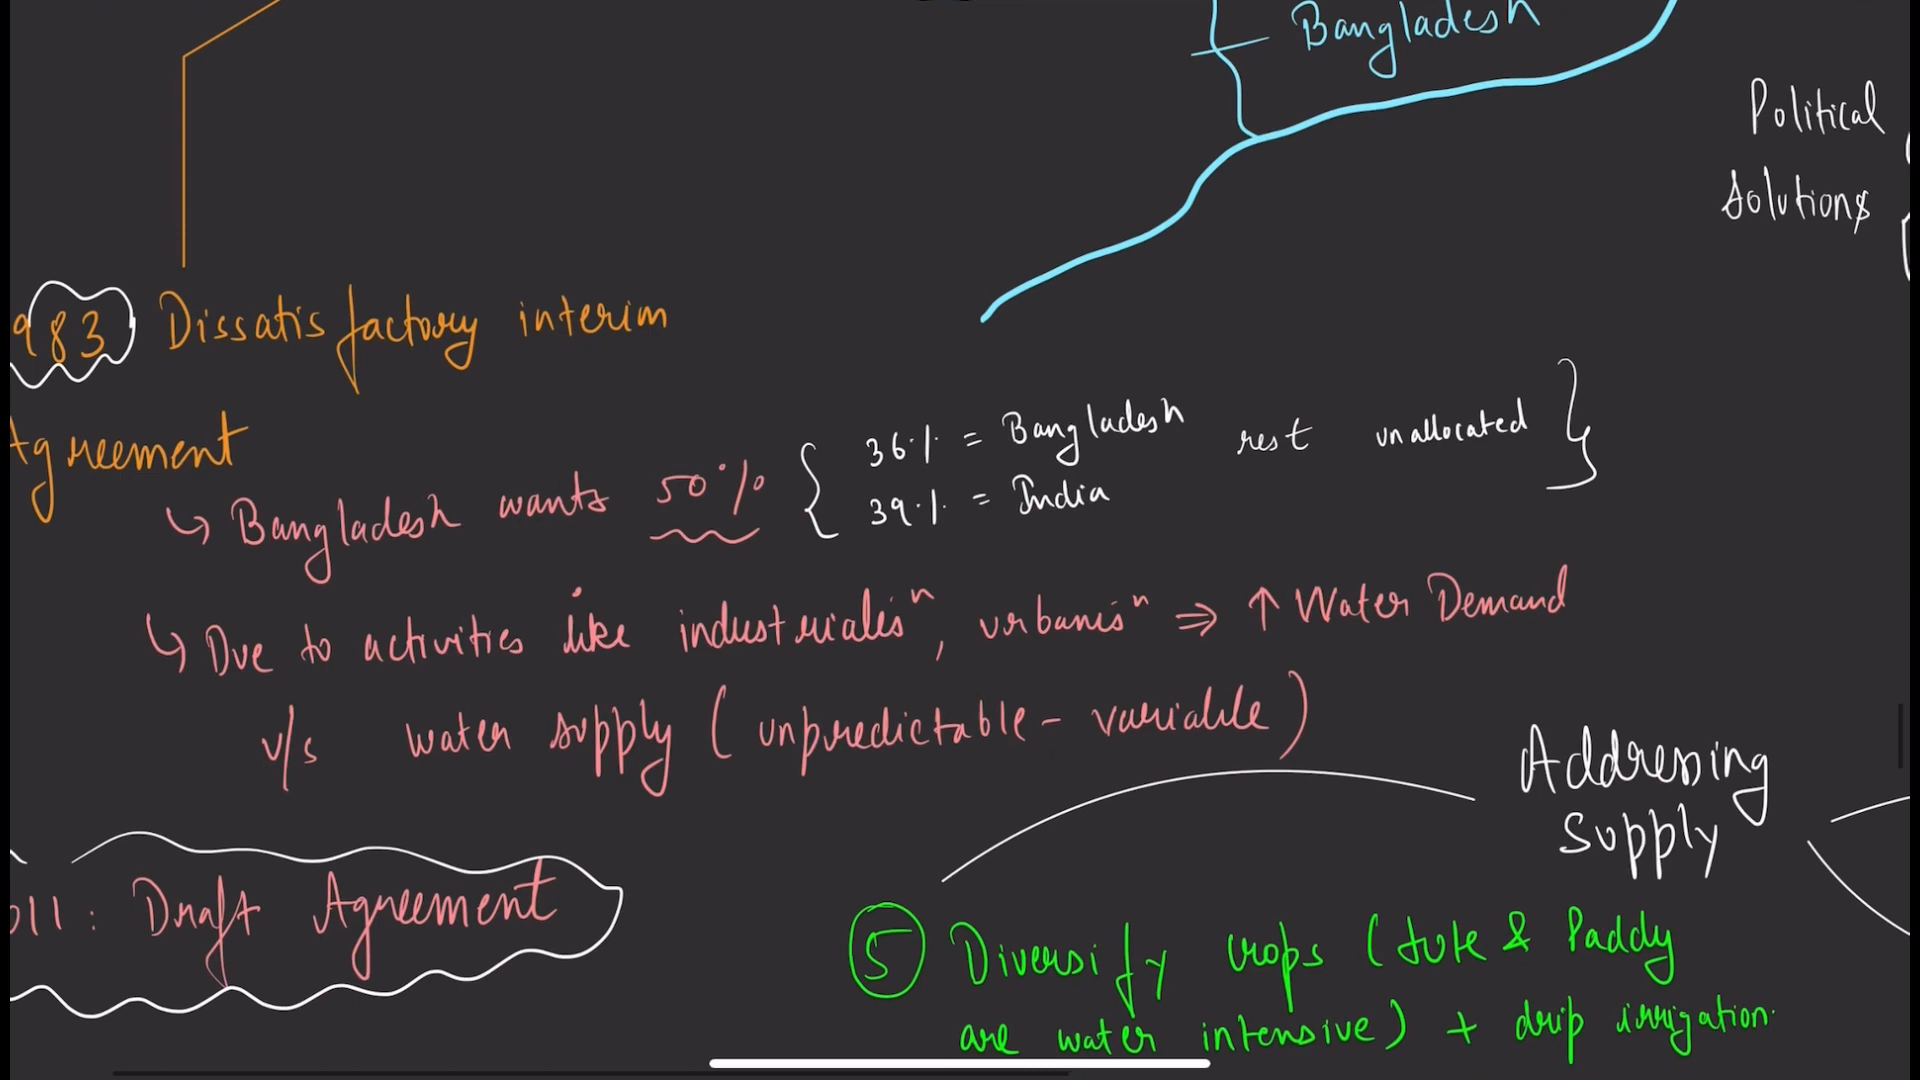 Bangladesh
Political
Solutions
983 Dissatisfactory interim
Agreement
↳ Bangladesh wants 50% { 36% = Bangladesh rest unallocated }
39% = India
↳ Due to activities like industrialisⁿ, urbanisⁿ ⇒ ↑ Water Demand
v/s water supply (unpredictable - variable)
Addressing
Supply
011: Draft Agreement
5 Diversify crops (Jute & Paddy
are water intensive) + drip irrigation.